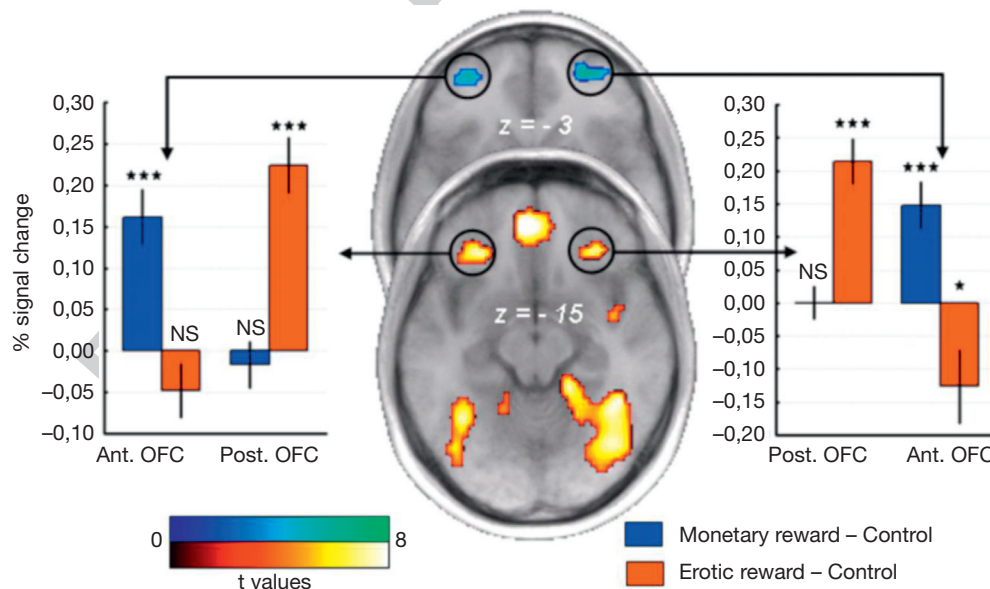 0,30
0,25
0,20
0,15
0,10
0,05
0,00
–0,05
–0,10
% signal change
★★★
NS
NS
★★★
Ant. OFC
Post. OFC
z = - 3
z = - 15
0,30
0,20
0,15
0,10
0,05
0,00
–0,05
–0,10
–0,15
–0,20
NS
★★★
★★★
★
Post. OFC
Ant. OFC
0
8
t values
Monetary reward – Control
Erotic reward – Control